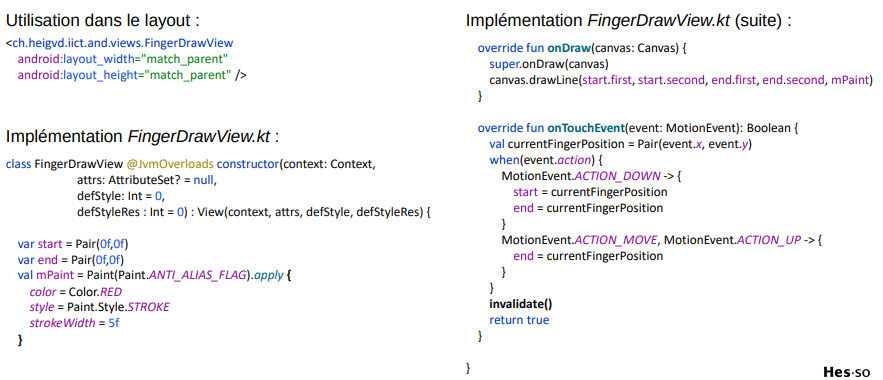 Utilisation dans le layout :
<ch.heigvd.iict.and.views.FingerDrawView
android:layout_width="match_parent"
android:layout_height="match_parent" />
Implémentation FingerDrawView.kt :
class FingerDrawView @JvmOverloads constructor(context: Context,
attrs: AttributeSet? = null,
defStyle: Int = 0,
defStyleRes : Int = 0) : View(context, attrs, defStyle, defStyleRes) {
var start = Pair(0f,0f)
var end = Pair(0f,0f)
val mPaint = Paint(Paint.ANTI_ALIAS_FLAG).apply {
color = Color.RED
style = Paint.Style.STROKE
strokeWidth = 5f
}
Implémentation FingerDrawView.kt (suite) :
override fun onDraw(canvas: Canvas) {
super.onDraw(canvas)
canvas.drawLine(start.first, start.second, end.first, end.second, mPaint)
}
override fun onTouchEvent(event: MotionEvent): Boolean {
val currentFingerPosition = Pair(event.x, event.y)
when(event.action) {
MotionEvent.ACTION_DOWN -> {
start = currentFingerPosition
end = currentFingerPosition
}
MotionEvent.ACTION_MOVE, MotionEvent.ACTION_UP -> {
end = currentFingerPosition
}
}
invalidate()
return true
}
}
Hes·so